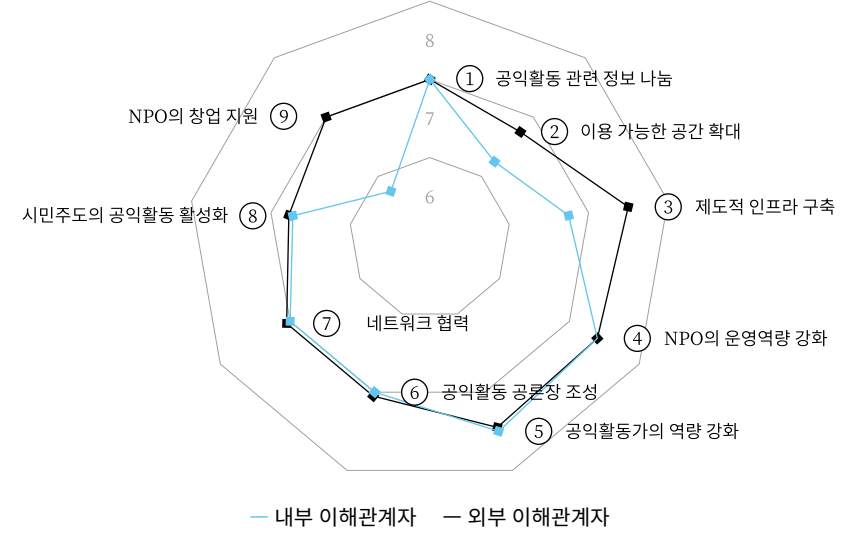 8
7
6
① 공익활동 관련 정보 나눔
② 이용 가능한 공간 확대
③ 제도적 인프라 구축
④ NPO의 운영역량 강화
⑤ 공익활동가의 역량 강화
⑥ 공익활동 공론장 조성
⑦ 네트워크 협력
시민주도의 공익활동 활성화 ⑧
NPO의 창업 지원 ⑨
내부 이해관계자
외부 이해관계자